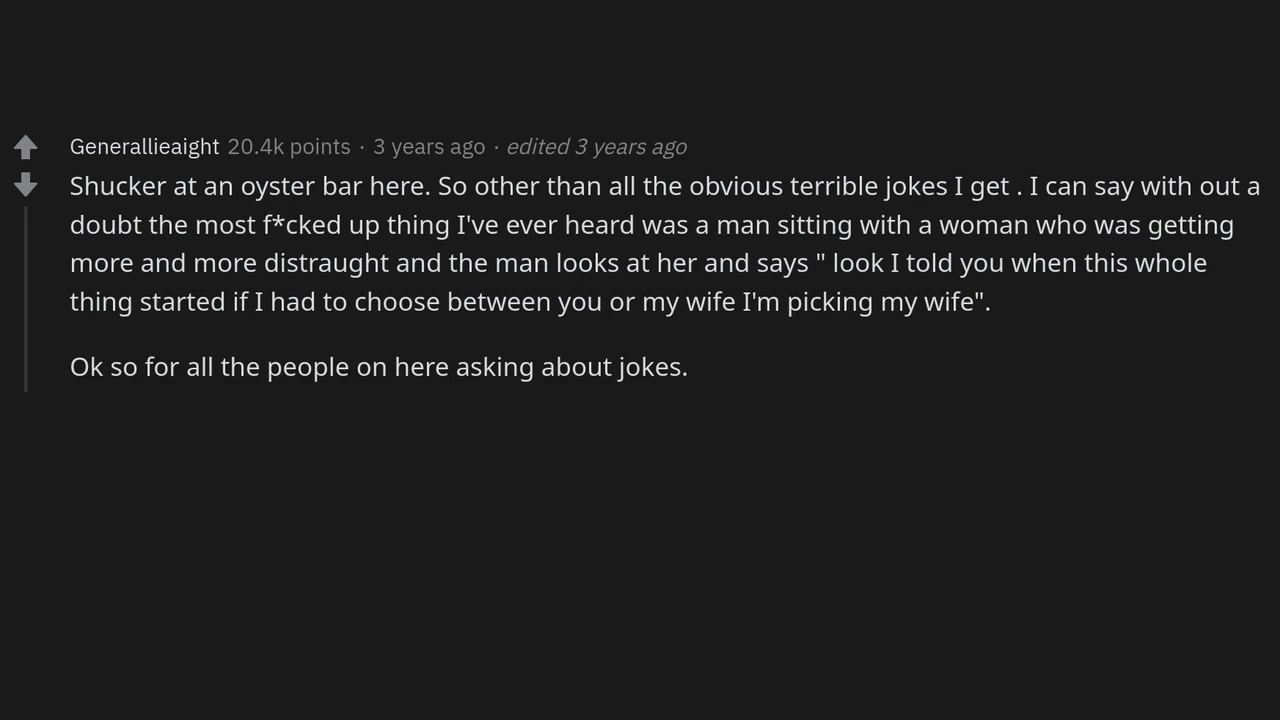 Generallieaight 20.4k points · 3 years ago · edited 3 years ago
Shucker at an oyster bar here. So other than all the obvious terrible jokes I get . I can say with out a
doubt the most f*cked up thing I've ever heard was a man sitting with a woman who was getting
more and more distraught and the man looks at her and says " look I told you when this whole
thing started if I had to choose between you or my wife I'm picking my wife".
Ok so for all the people on here asking about jokes.